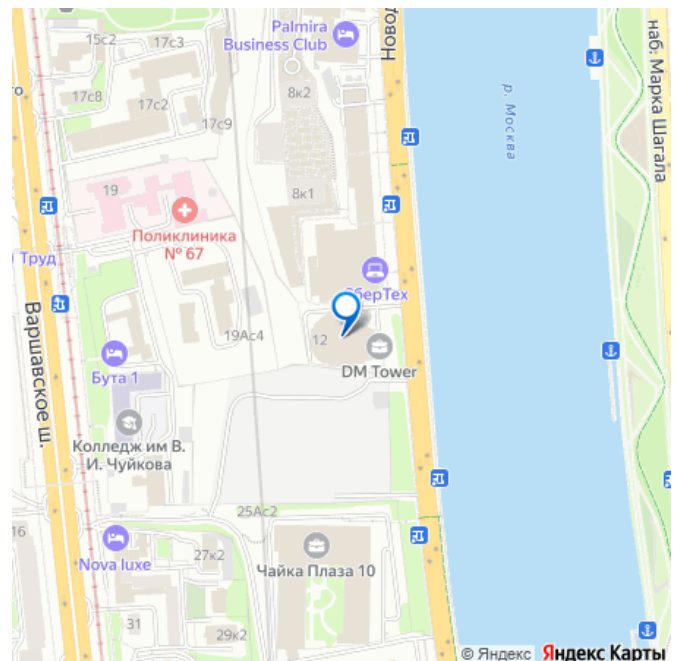 Palmira
Business Club
Новод
15с2
17с3
8к2
17с8
17с2
17с9
р. Москва
наб. Марка Шагала
19
8к1
Поликлиника
№ 67
Труд
СберТех
19Ас4
12
DM Tower
Варшавское ш.
Бута 1
Колледж им В.
И. Чуйкова
25Ас2
16
27к2
Nova luxe
Чайка Плаза 10
31
29к2
© Яндекс Яндекс Карты